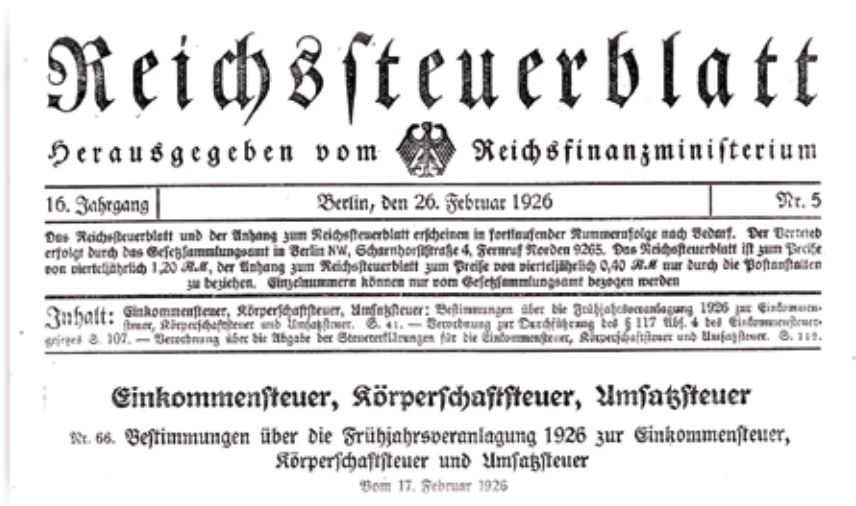 Reichssteuerblatt
Herausgegeben vom Reichsfinanzministerium
16. Jahrgang
Berlin, den 26. Februar 1926
Nr. 5
Das Reichssteuerblatt und der Anhang zum Reichssteuerblatt erscheinen in fortlaufender Nummernfolge nach Bedarf. Der Vertrieb
erfolgt durch das Gesetzsammlungsamt in Berlin NW, Scharnhorststraße 4, Fernruf Norden 9265. Das Reichssteuerblatt ist zum Preise
von vierteljährlich 1,20 R.M, der Anhang zum Reichssteuerblatt zum Preise von vierteljährlich 0,40 R.M nur durch die Postanstalten
zu beziehen. Einzelnummern können nur vom Gesetzsammlungsamt bezogen werden
Inhalt: Einkommensteuer, Körperschaftsteuer, Umsatzsteuer: Bestimmungen über die Frühjahrsveranlagung 1926 zur Einkommen-
steuer, Körperschaftsteuer und Umsatzsteuer. S. 41. — Verordnung zur Durchführung des § 117 Abs. 4 des Einkommensteuer-
gesetzes S. 107. — Verordnung über die Abgabe der Steuererklärungen für die Einkommensteuer, Körperschaftsteuer und Umsatzsteuer. S.
Einkommensteuer, Körperschaftsteuer, Umsatzsteuer
Nr. 66. Bestimmungen über die Frühjahrsveranlagung 1926 zur Einkommensteuer,
Körperschaftsteuer und Umsatzsteuer
Vom 17. Februar 1926